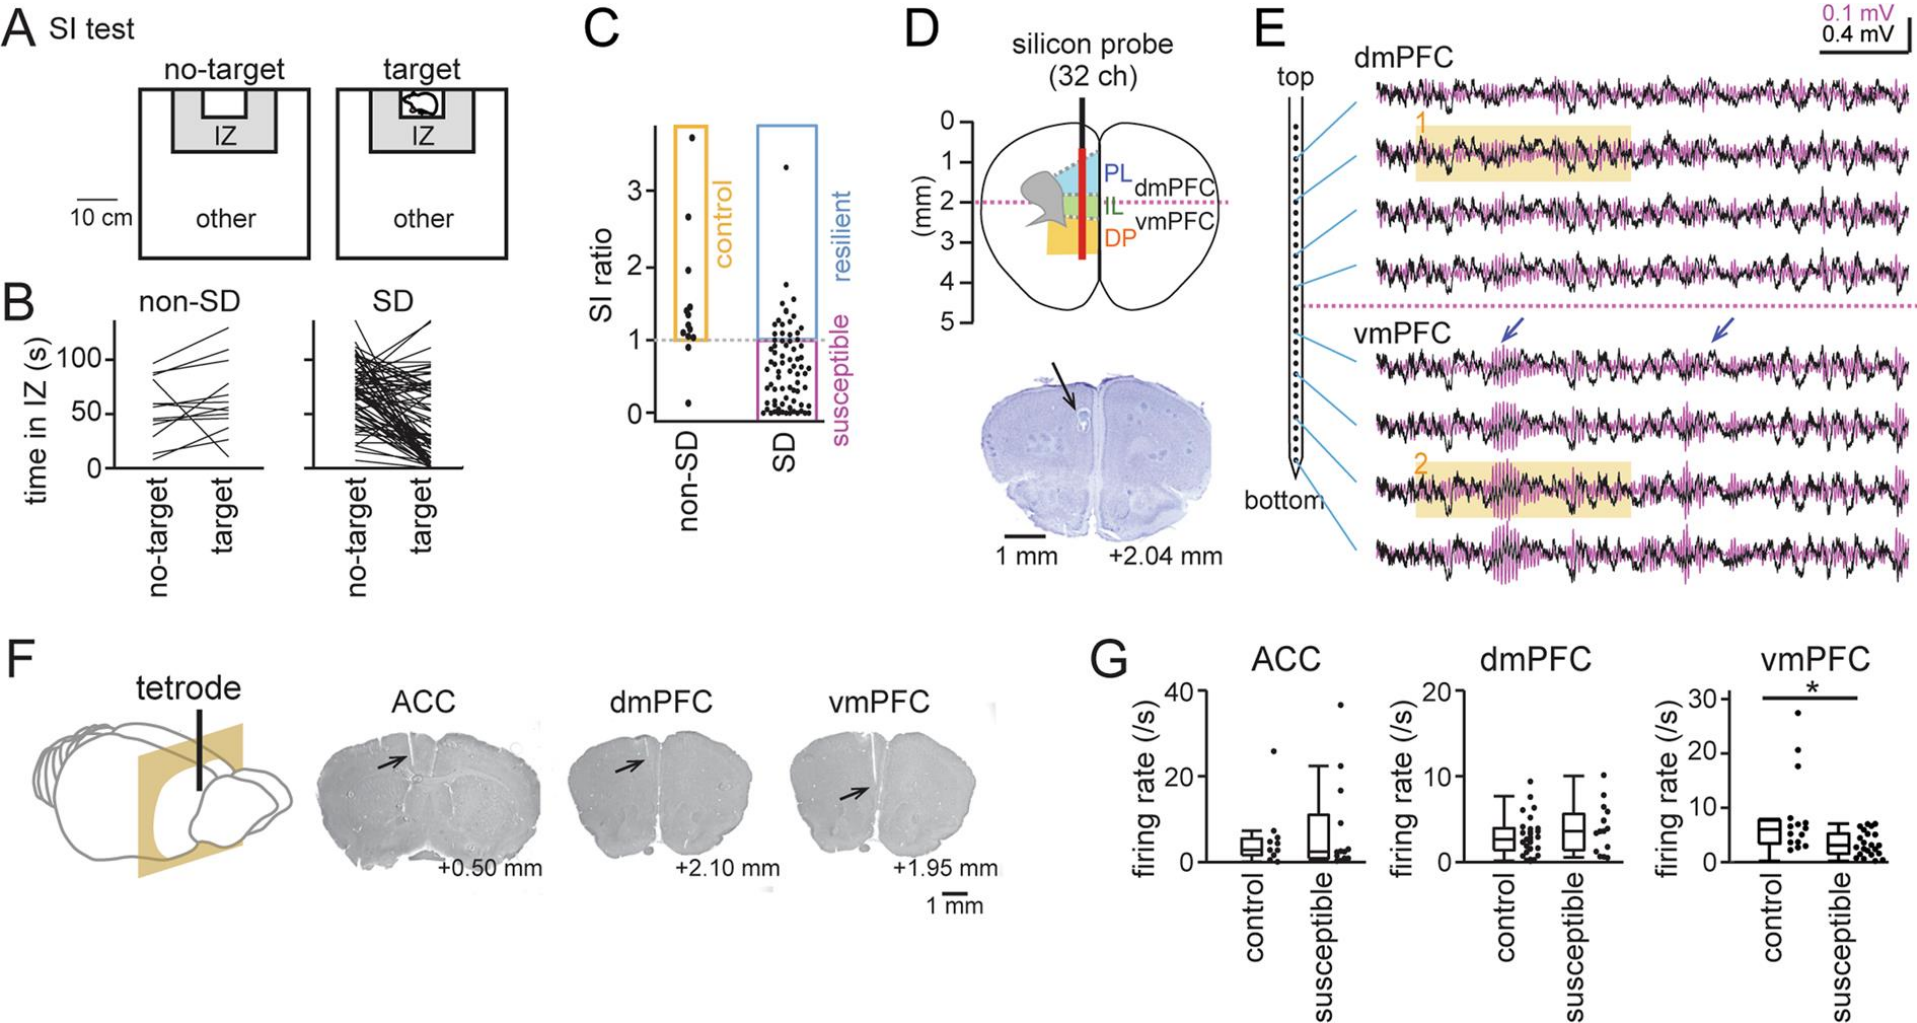 A SI test
no-target
target
IZ
IZ
other
other
10 cm
B
non-SD
SD
time in IZ (s)
100
50
0
no-target
target
no-target
target
C
SI ratio
3
2
1
0
control
resilient
susceptible
non-SD
SD
D
silicon probe
(32 ch)
(mm)
0
1
2
3
4
5
PL
dmPFC
IL
vmPFC
DP
1 mm
+2.04 mm
E
0.1 mV
0.4 mV
top
bottom
dmPFC
1
vmPFC
2
F
tetrode
ACC
dmPFC
vmPFC
+0.50 mm
+2.10 mm
+1.95 mm
1 mm
G
ACC
firing rate (/s)
40
20
0
control
susceptible
dmPFC
firing rate (/s)
20
10
0
control
susceptible
vmPFC
*
firing rate (/s)
30
20
10
0
control
susceptible